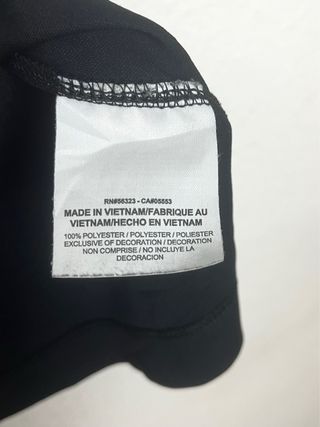 RN#56323 - CA#05553
MADE IN VIETNAM/FABRIQUE AU
VIETNAM/HECHO EN VIETNAM
100% POLYESTER / POLYESTER / POLIESTER
EXCLUSIVE OF DECORATION / DECORATION
NON COMPRISE / NO INCLUYE LA
DECORACION